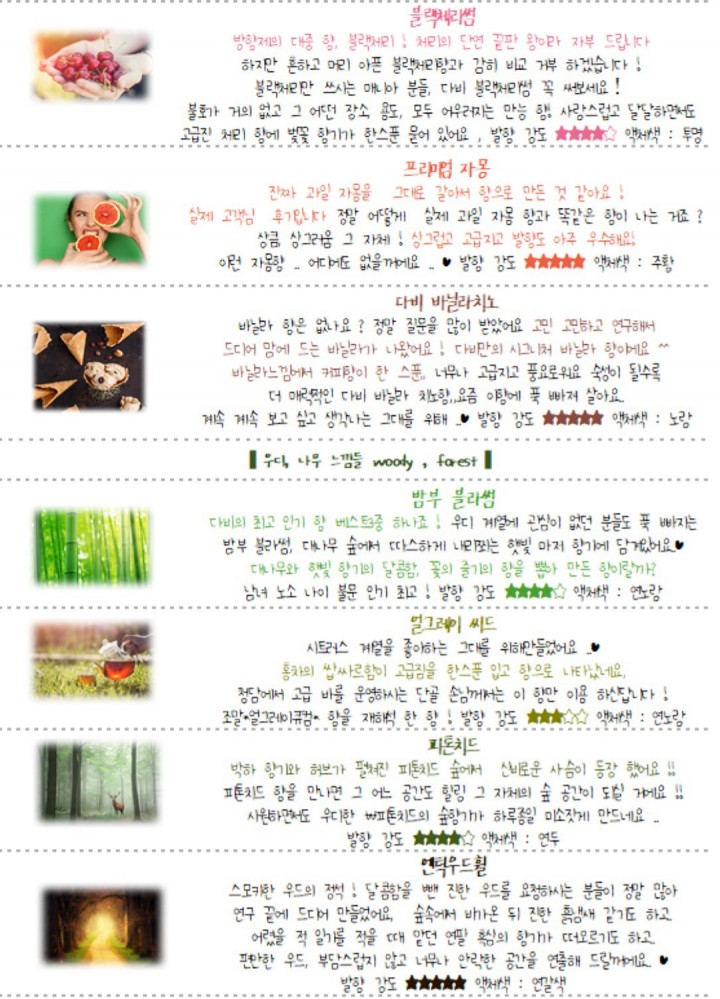 블랙체리썸
방향제의 대중 향, 블랙체리 ! 체리의 단연 끝판 왕이라 자부 드립니다
하지만 흔하고 머리 아픈 블랙체리향과 감히 비교 거부 하겠습니다 !
블랙체리만 쓰시는 매니아 분들, 다비 블랙체리썸 꼭 써보세요 !
불호가 거의 없고 그 어떤 장소, 용도, 모두 어우러지는 만능 향! 사랑스럽고 달달하면서도
고급진 체리 향에 벚꽃 향기가 한스푼 묻어 있어요 , 발향 강도 ★★★★☆ 액체색 : 투명
프리미엄 자몽
진짜 과일 자몽을 그대로 갈아서 향으로 만든 것 같아요 !
실제 고객님 후기랍니다 정말 어떻게 실제 과일 자몽 향과 똑같은 향이 나는 거죠 ?
상큼 싱그러움 그 자체 ! 싱그럽고 고급지고 발향도 아주 우수해요!
이런 자몽향 .. 어디에도 없을꺼에요 .. ♥ 발향 강도 ★★★★★ 액체색 : 주황
다비 바닐라치노
바닐라 향은 없나요 ? 정말 질문을 많이 받았어요 고민 고민하고 연구해서
드디어 맘에 드는 바닐라가 나왔어요 ! 다비만의 시그니처 바닐라 향이에요 ^^
바닐라느낌에서 커피향이 한 스푼, 너무나 고급지고 풍요로워요 숙성이 될수록
더 매력적인 다비 바닐라 치노향,,요즘 이향에 푹 빠져 살아요.
계속 계속 보고 싶고 생각나는 그대를 위해 ..♥ 발향 강도 ★★★★★ 액체색 : 노랑
▌우디, 나무 느낌들 woody , forest ▌
밤부 블라썸
다비의 최고 인기 향 베스트3중 하나죠 ! 우디 계열에 관심이 없던 분들도 푹 빠지는
밤부 블라썸, 대나무 숲에서 따스하게 내리쬐는 햇빛 마저 향기에 담겨있어요♥
대나무와 햇빛 향기의 달콤함, 꽃의 줄기의 향을 뽑아 만든 향이랄까?
남녀 노소 나이 불문 인기 최고 ! 발향 강도 ★★★★☆ 액체색 : 연노랑
얼그레이 씨드
시트러스 계열을 좋아하는 그대를 위해만들었어요 ..♥
홍차의 쌉싸르함이 고급짐을 한스푼 입고 향으로 나타났네요,
청담에서 고급 바를 운영하시는 단골 손님께서는 이 향만 이용 하신답니다 !
조말*얼그레이큐컴* 향을 재해석 한 향 ! 발향 강도 ★★★☆☆ 액체색 : 연노랑
피톤치드
박하 향기와 허브가 펼쳐진 피톤치드 숲에서 신비로운 사슴이 등장 했어요 !!
피톤치드 향을 만나면 그 어느 공간도 힐링 그 자체의 숲 공간이 되실 거에요 !!
시원하면서도 우디한 피톤치드의 숲향기가 하루종일 미소짓게 만드네요 ..
발향 강도 ★★★★☆ 액체색 : 연두
앤틱우드휠
스모키한 우드의 정석 ! 달콤함을 뺀 진한 우드를 요청하시는 분들이 정말 많아
연구 끝에 드디어 만들었어요, 숲속에서 비가온 뒤 진한 흙냄새 같기도 하고
어렸을 적 일기를 적을 때 맡던 연필 흑심의 향기가 떠오르기도 하고
편안한 우드, 부담스럽지 않고 너무나 안락한 공간을 연출해 드릴꺼에요 ♥
발향 강도 ★★★★★ 액체색 : 연갈색